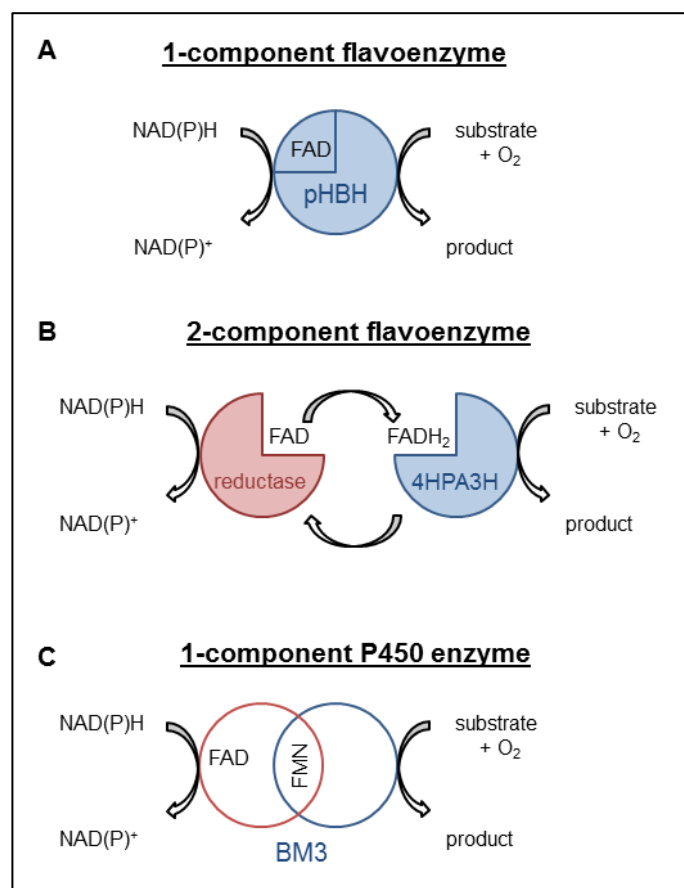 A
1-component flavoenzyme
NAD(P)H
substrate
+ O₂
FAD
pHBH
NAD(P)⁺
product
B
2-component flavoenzyme
NAD(P)H
substrate
+ O₂
FAD
FADH₂
reductase
4HPA3H
NAD(P)⁺
product
C
1-component P450 enzyme
NAD(P)H
substrate
+ O₂
FAD
FMN
NAD(P)⁺
product
BM3